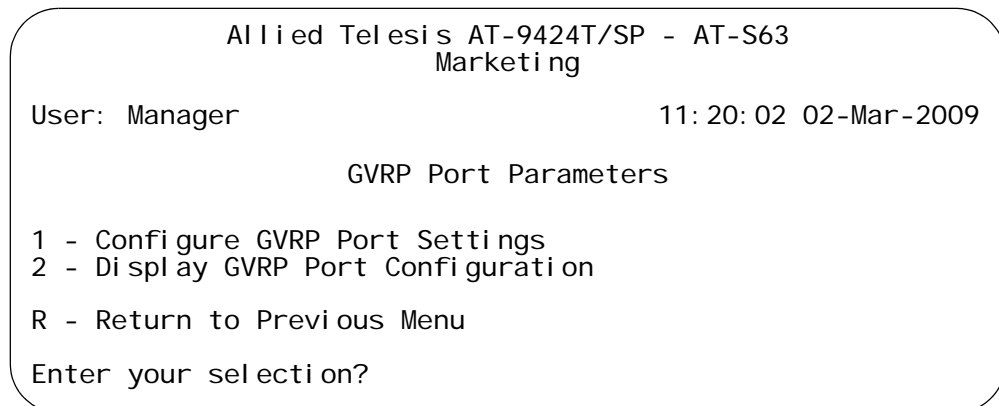 Allied Telesis AT-9424T/SP - AT-S63
Marketing
User: Manager 11:20:02 02-Mar-2009
GVRP Port Parameters
1 - Configure GVRP Port Settings
2 - Display GVRP Port Configuration
R - Return to Previous Menu
Enter your selection?